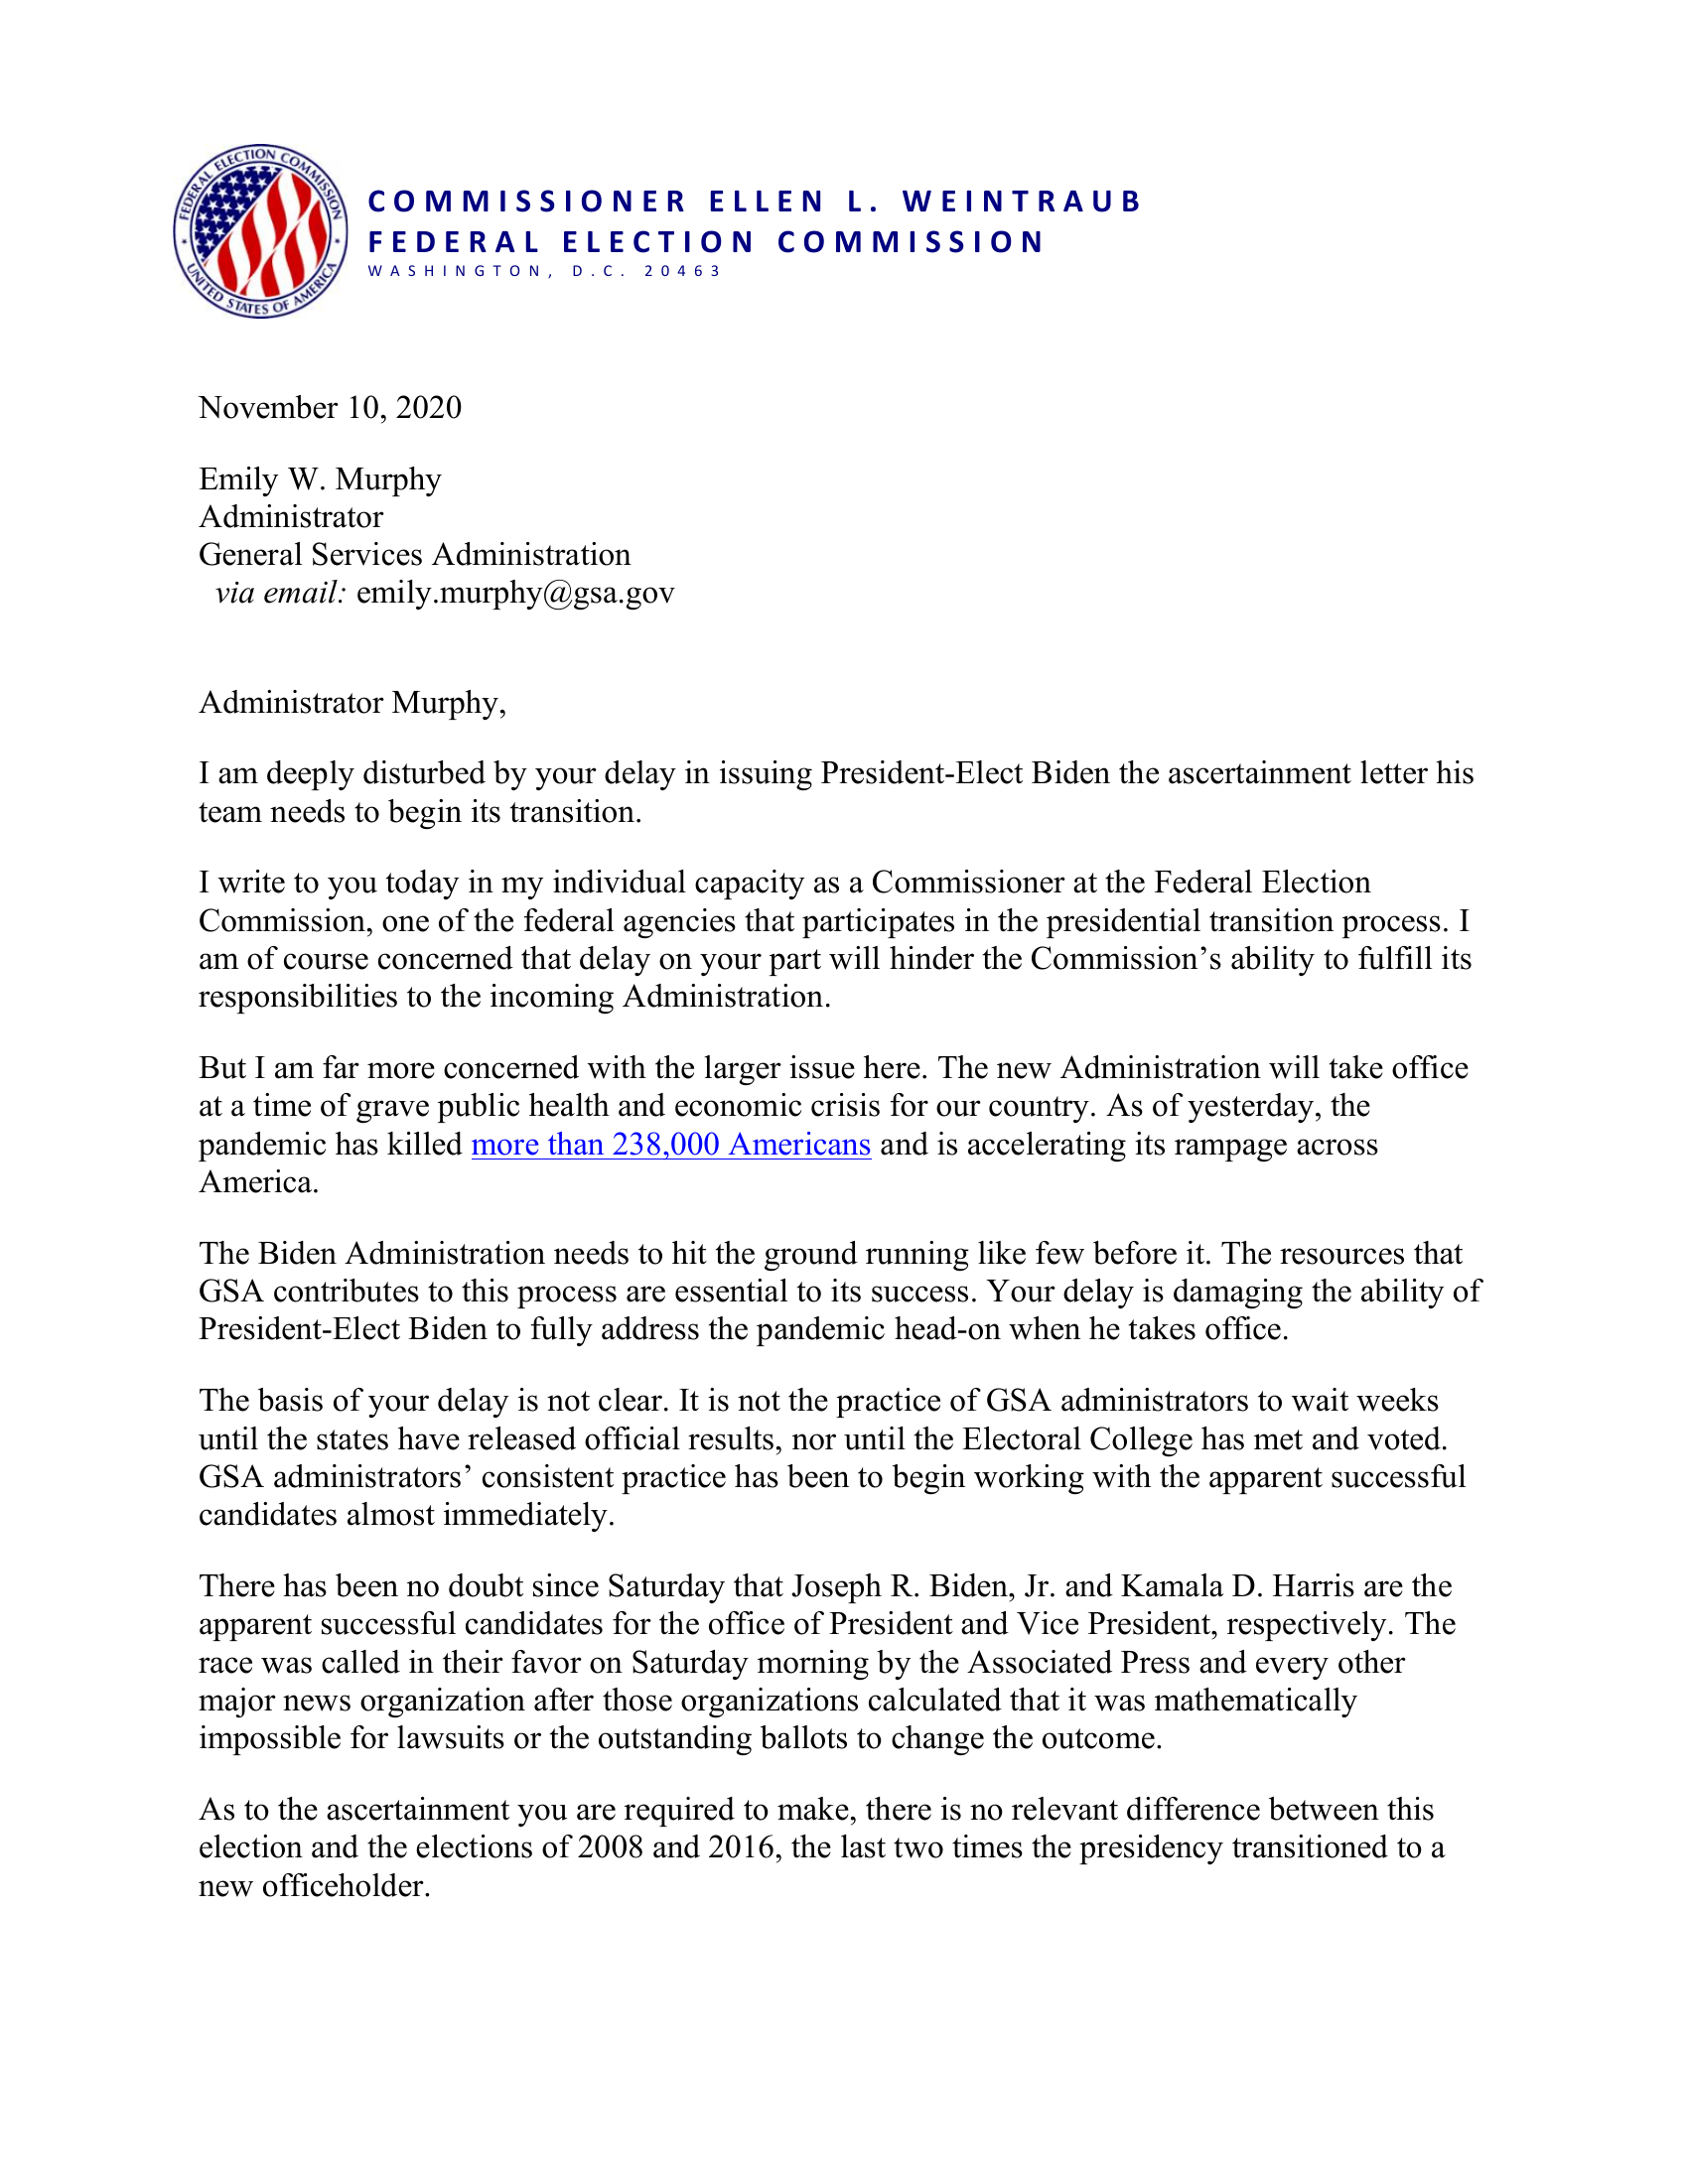 FEDERAL ELECTION COMMISSION
UNITED STATES OF AMERICA
COMMISSIONER ELLEN L. WEINTRAUB
FEDERAL ELECTION COMMISSION
WASHINGTON, D.C. 20463
November 10, 2020
Emily W. Murphy
Administrator
General Services Administration
via email: emily.murphy@gsa.gov
Administrator Murphy,
I am deeply disturbed by your delay in issuing President-Elect Biden the ascertainment letter his
team needs to begin its transition.
I write to you today in my individual capacity as a Commissioner at the Federal Election
Commission, one of the federal agencies that participates in the presidential transition process. I
am of course concerned that delay on your part will hinder the Commission’s ability to fulfill its
responsibilities to the incoming Administration.
But I am far more concerned with the larger issue here. The new Administration will take office
at a time of grave public health and economic crisis for our country. As of yesterday, the
pandemic has killed more than 238,000 Americans and is accelerating its rampage across
America.
The Biden Administration needs to hit the ground running like few before it. The resources that
GSA contributes to this process are essential to its success. Your delay is damaging the ability of
President-Elect Biden to fully address the pandemic head-on when he takes office.
The basis of your delay is not clear. It is not the practice of GSA administrators to wait weeks
until the states have released official results, nor until the Electoral College has met and voted.
GSA administrators’ consistent practice has been to begin working with the apparent successful
candidates almost immediately.
There has been no doubt since Saturday that Joseph R. Biden, Jr. and Kamala D. Harris are the
apparent successful candidates for the office of President and Vice President, respectively. The
race was called in their favor on Saturday morning by the Associated Press and every other
major news organization after those organizations calculated that it was mathematically
impossible for lawsuits or the outstanding ballots to change the outcome.
As to the ascertainment you are required to make, there is no relevant difference between this
election and the elections of 2008 and 2016, the last two times the presidency transitioned to a
new officeholder.